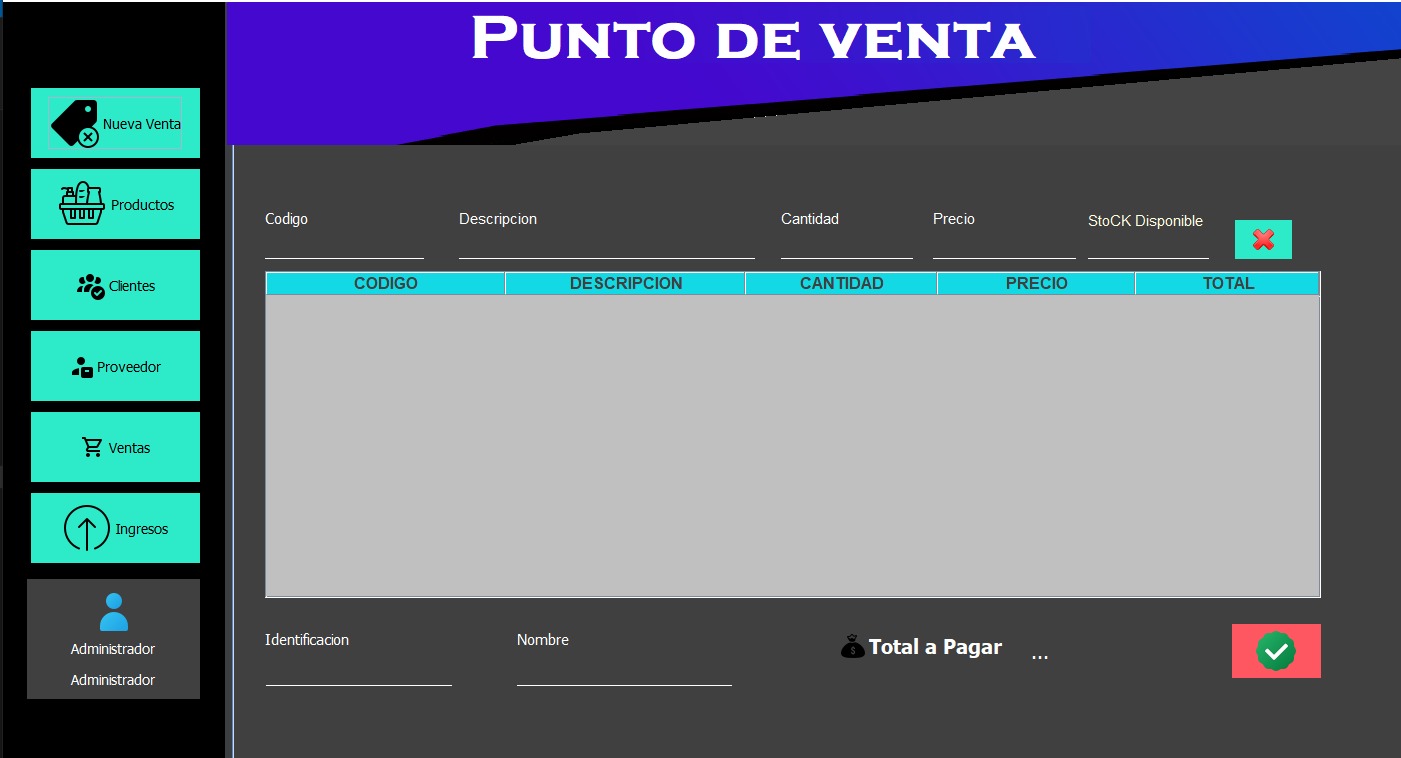 PUNTO DE VENTA
Nueva Venta
Productos
Clientes
Proveedor
Ventas
Ingresos
Administrador
Administrador
Codigo Descripcion Cantidad Precio StoCK Disponible
CODIGO DESCRIPCION CANTIDAD PRECIO TOTAL
Identificacion Nombre Total a Pagar ...